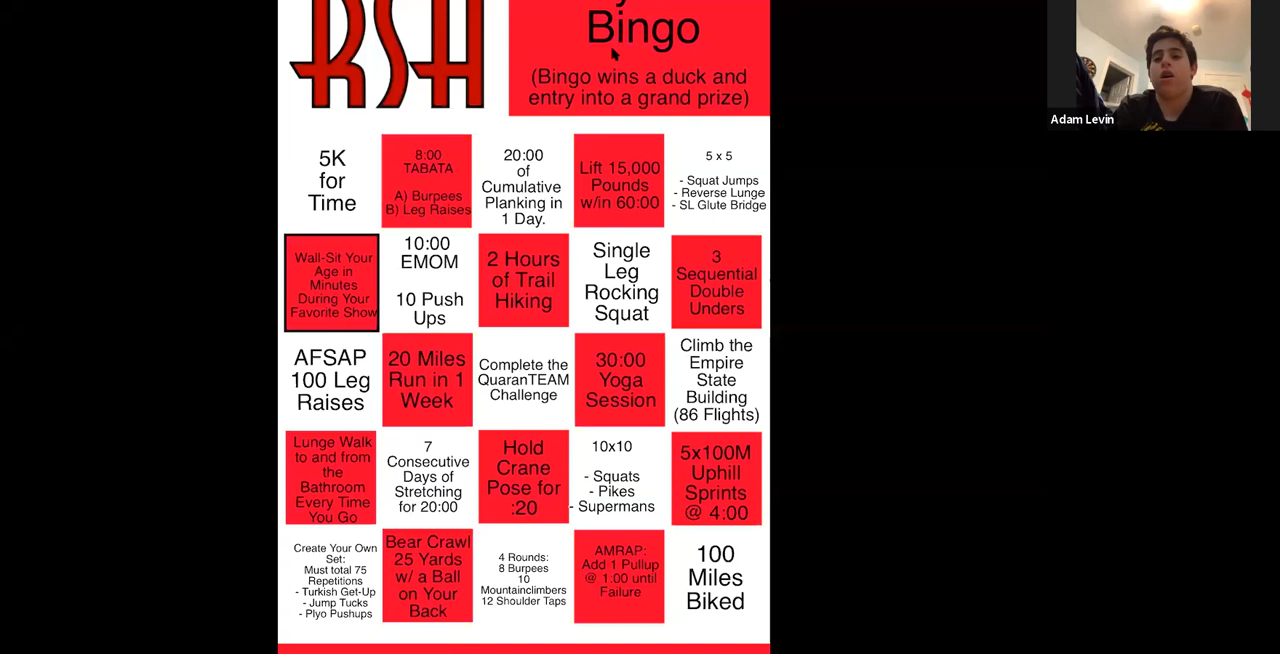 RSH
Bingo
(Bingo wins a duck and
entry into a grand prize)
Adam Levin
5K
for
Time
8:00
TABATA
A) Burpees
B) Leg Raises
20:00
of
Cumulative
Planking in
1 Day.
Lift 15,000
Pounds
w/in 60:00
5 x 5
- Squat Jumps
- Reverse Lunge
- SL Glute Bridge
Wall-Sit Your
Age in
Minutes
During Your
Favorite Show
10:00
EMOM
10 Push
Ups
2 Hours
of Trail
Hiking
Single
Leg
Rocking
Squat
3
Sequential
Double
Unders
AFSAP
100 Leg
Raises
20 Miles
Run in 1
Week
Complete the
QuaranTEAM
Challenge
30:00
Yoga
Session
Climb the
Empire
State
Building
(86 Flights)
Lunge Walk
to and from
the
Bathroom
Every Time
You Go
7
Consecutive
Days of
Stretching
for 20:00
Hold
Crane
Pose for
:20
10x10
- Squats
- Pikes
- Supermans
5x100M
Uphill
Sprints
@ 4:00
Create Your Own
Set:
Must total 75
Repetitions
- Turkish Get-Up
- Jump Tucks
- Plyo Pushups
Bear Crawl
25 Yards
w/ a Ball
on Your
Back
4 Rounds:
8 Burpees
10
Mountainclimbers
12 Shoulder Taps
AMRAP:
Add 1 Pullup
@ 1:00 until
Failure
100
Miles
Biked